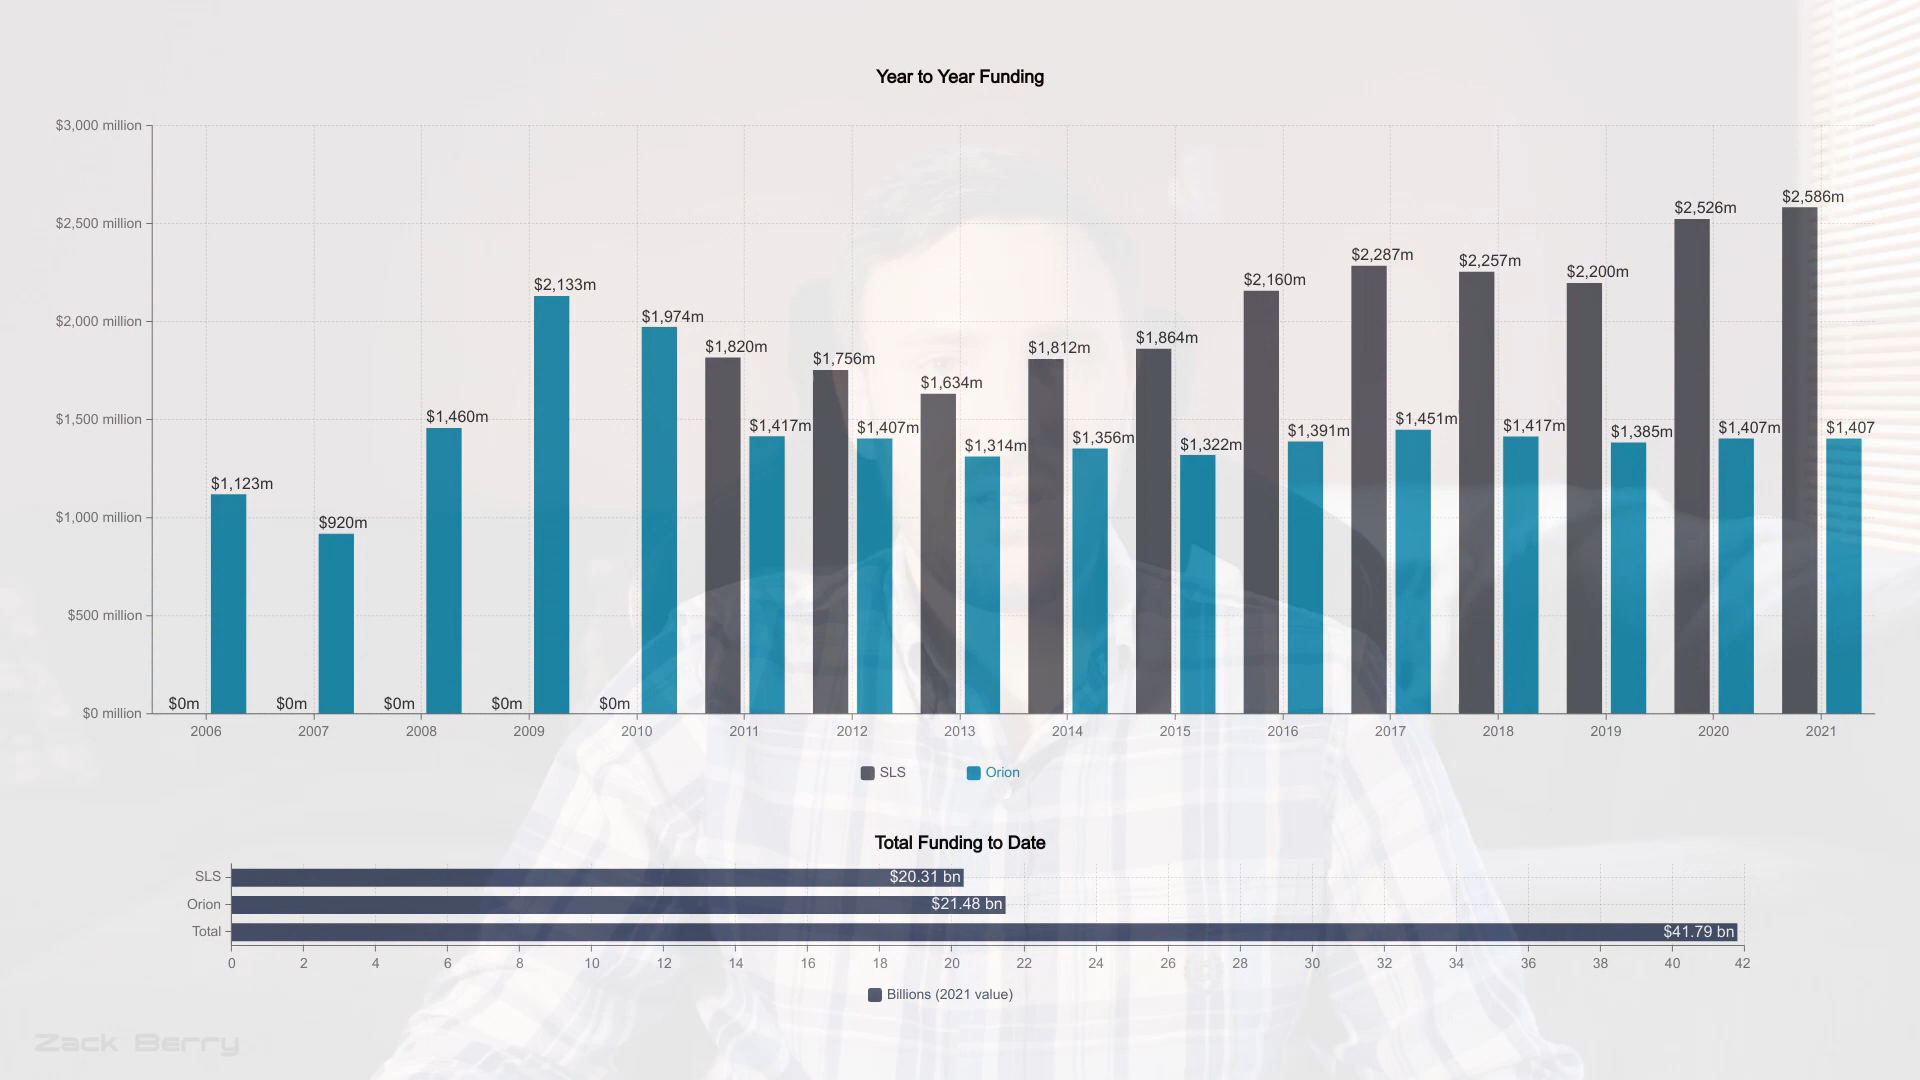 Year to Year Funding
$3,000 million
$2,500 million
$2,000 million
$1,500 million
$1,000 million
$500 million
$0 million
$0m $1,123m
$0m $920m
$0m $1,460m
$0m $2,133m
$0m $1,974m
$1,820m $1,417m
$1,756m $1,407m
$1,634m $1,314m
$1,812m $1,356m
$1,864m $1,322m
$2,160m $1,391m
$2,287m $1,451m
$2,257m $1,417m
$2,200m $1,385m
$2,526m $1,407m
$2,586m $1,407
2006 2007 2008 2009 2010 2011 2012 2013 2014 2015 2016 2017 2018 2019 2020 2021
SLS Orion
Total Funding to Date
SLS $20.31 bn
Orion $21.48 bn
Total $41.79 bn
0 2 4 6 8 10 12 14 16 18 20 22 24 26 28 30 32 34 36 38 40 42
Billions (2021 value)
Zack Berry